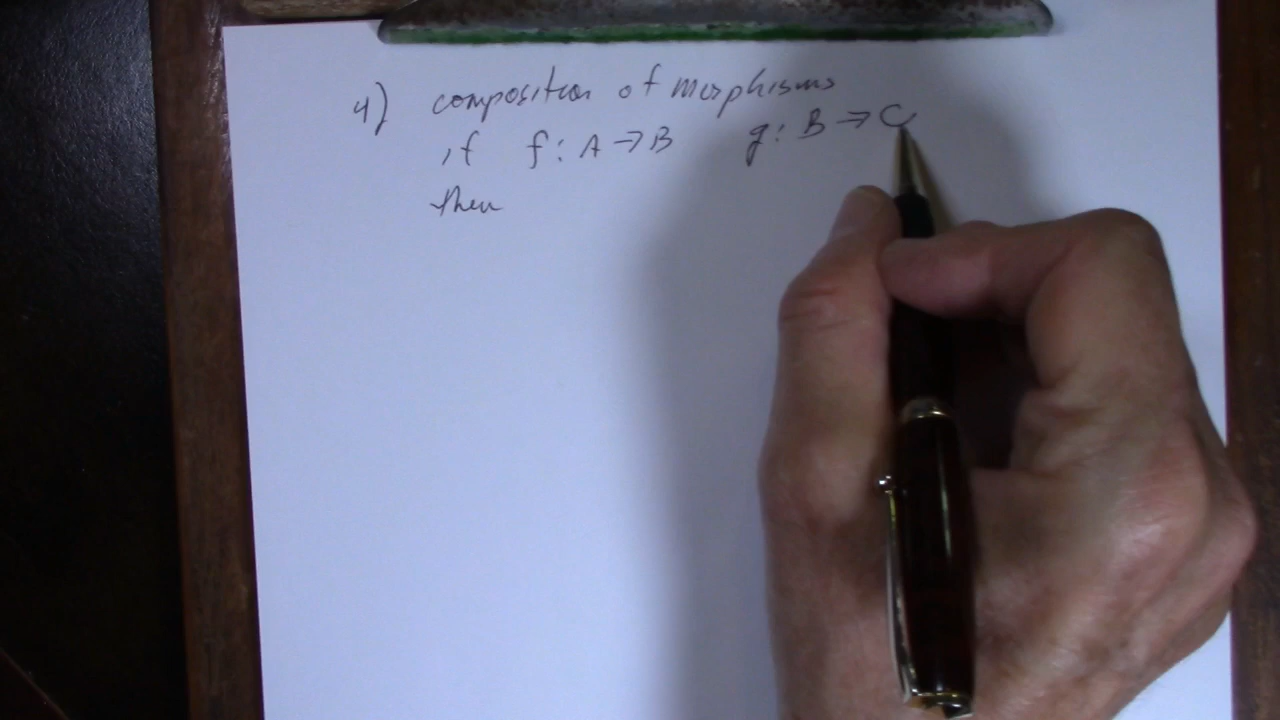 4) composition of morphisms
if f: A → B g: B → C
then